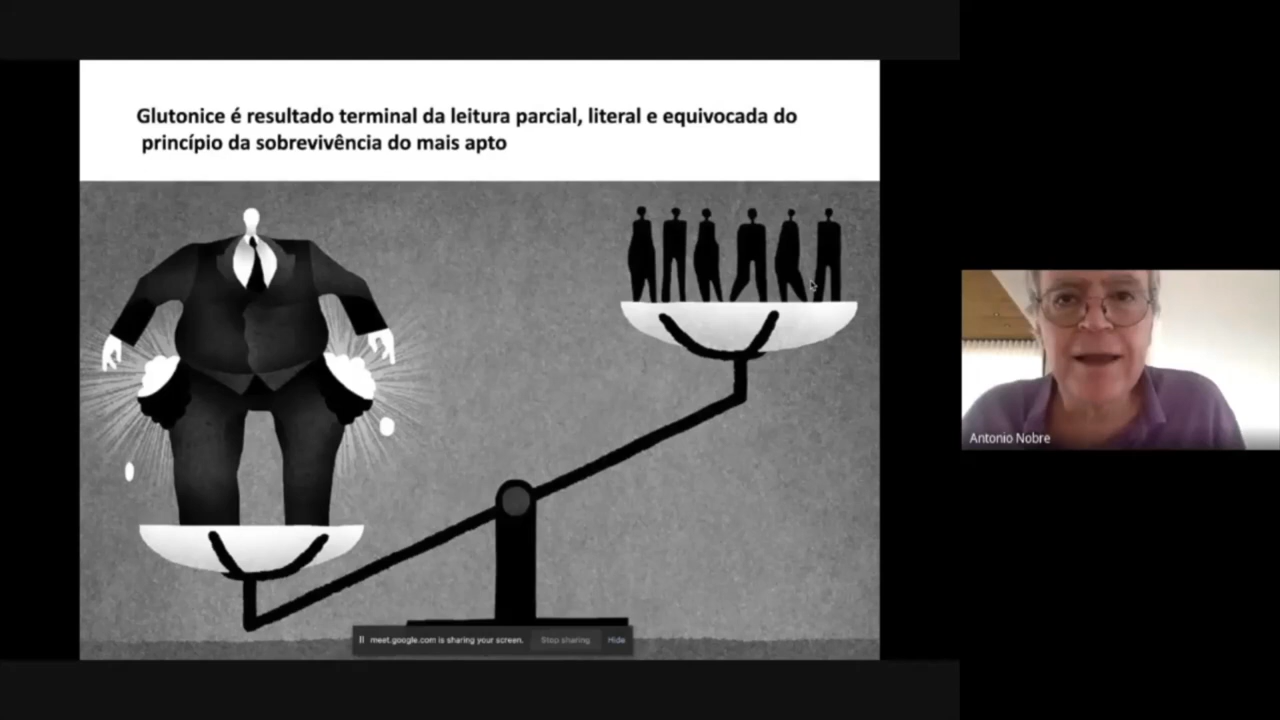 Glutonice é resultado terminal da leitura parcial, literal e equivocada do
princípio da sobrevivência do mais apto
Antonio Nobre
meet.google.com is sharing your screen.
Stop sharing
Hide